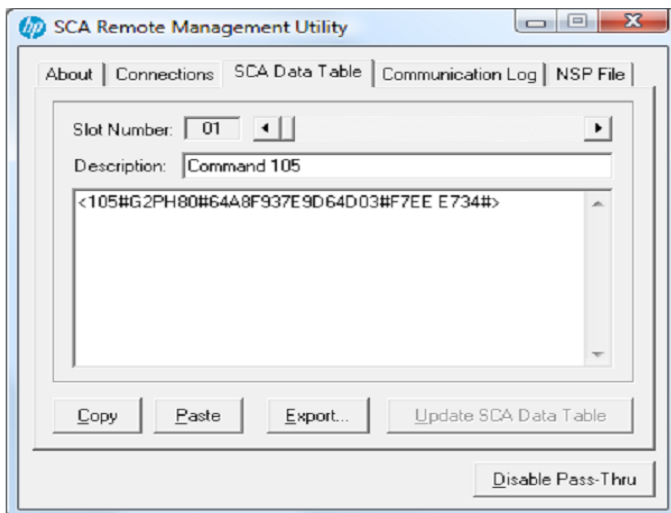 hp SCA Remote Management Utility
About Connections SCA Data Table Communication Log NSP File
Slot Number: 01
Description: Command 105
<105#G2PH80#64A8F937E9D64D03#F7EE E734#>
Copy Paste Export... Update SCA Data Table
Disable Pass-Thru